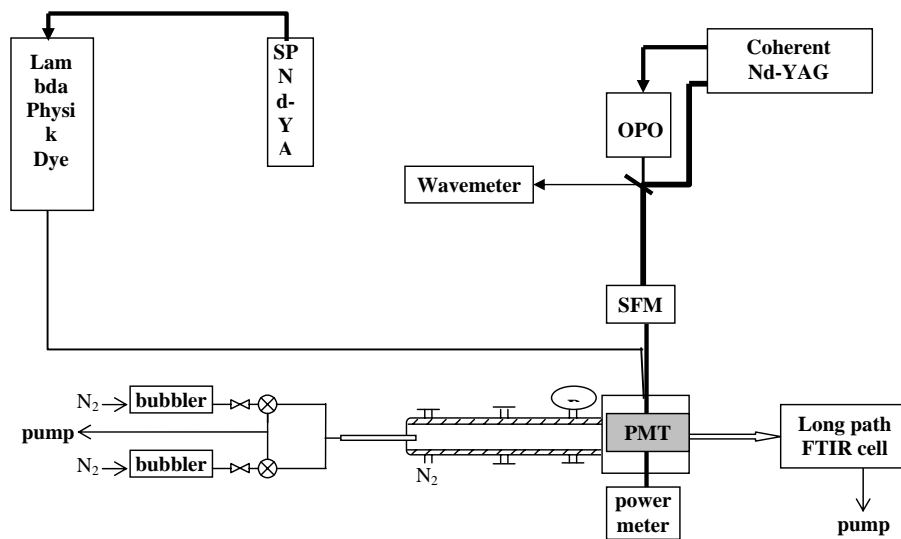 Lam
bda
Physi
k
Dye
SP
N
d-
Y
A
Coherent
Nd-YAG
OPO
Wavemeter
SFM
N2
bubbler
pump
N2
bubbler
N2
PMT
power
meter
Long path
FTIR cell
pump